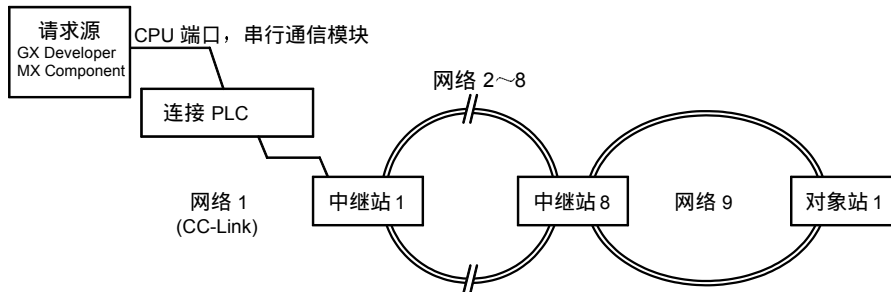 请求源
GX Developer
MX Component
CPU 端口，串行通信模块
连接 PLC
网络 2～8
网络 1
(CC-Link)
中继站 1
中继站 8
网络 9
对象站 1